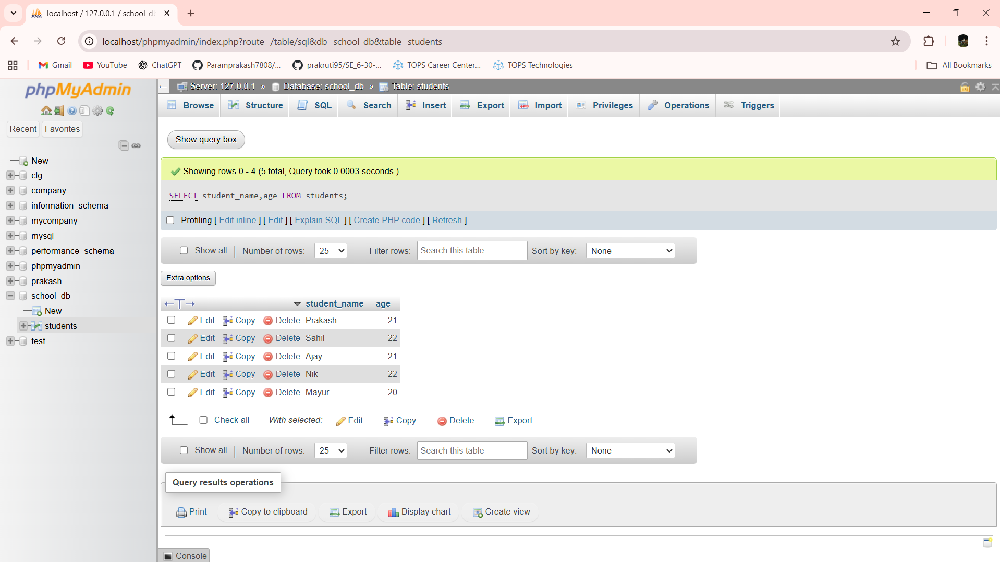 localhost / 127.0.0.1 / school_db
localhost/phpmyadmin/index.php?route=/table/sql&db=school_db&table=students
Gmail YouTube ChatGPT Paramprakash7808/... prakruti95/SE_6-30-... TOPS Career Center... TOPS Technologies All Bookmarks
phpMyAdmin
Recent Favorites
New
clg
company
information_schema
mycompany
mysql
performance_schema
phpmyadmin
prakash
school_db
New
students
test
Server: 127.0.0.1 » Database: school_db » Table: students
Browse Structure SQL Search Insert Export Import Privileges Operations Triggers
Show query box
Showing rows 0 - 4 (5 total, Query took 0.0003 seconds.)
SELECT student_name,age FROM students;
Profiling [ Edit inline ] [ Edit ] [ Explain SQL ] [ Create PHP code ] [ Refresh ]
Show all Number of rows: 25 Filter rows: Search this table Sort by key: None
Extra options
student_name age
Edit Copy Delete Prakash 21
Edit Copy Delete Sahil 22
Edit Copy Delete Ajay 21
Edit Copy Delete Nik 22
Edit Copy Delete Mayur 20
Check all With selected: Edit Copy Delete Export
Show all Number of rows: 25 Filter rows: Search this table Sort by key: None
Query results operations
Print Copy to clipboard Export Display chart Create view
Console